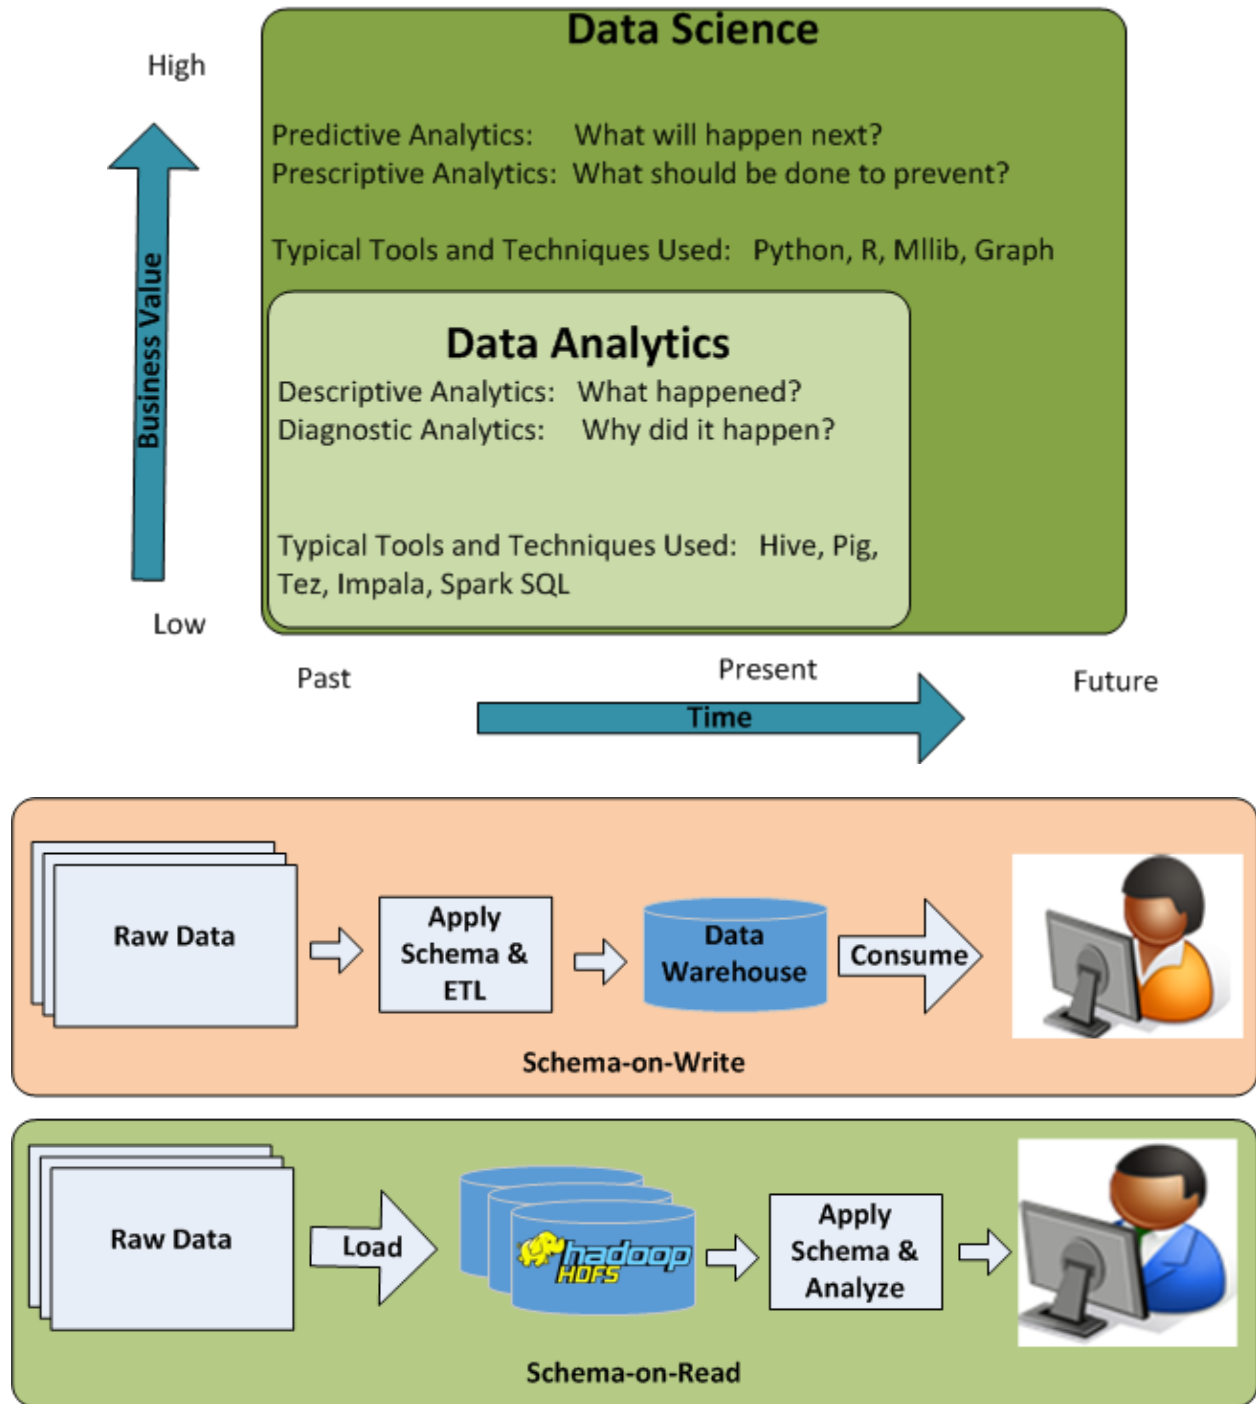 Data Science
High
Predictive Analytics: What will happen next?
Prescriptive Analytics: What should be done to prevent?
Typical Tools and Techniques Used: Python, R, Mllib, Graph
Business Value
Data Analytics
Descriptive Analytics: What happened?
Diagnostic Analytics: Why did it happen?
Typical Tools and Techniques Used: Hive, Pig,
Tez, Impala, Spark SQL
Low
Past
Present
Future
Time
Raw Data
Apply
Schema &
ETL
Data
Warehouse
Consume
Schema-on-Write
Raw Data
Load
hadoop
HDFS
Apply
Schema &
Analyze
Schema-on-Read